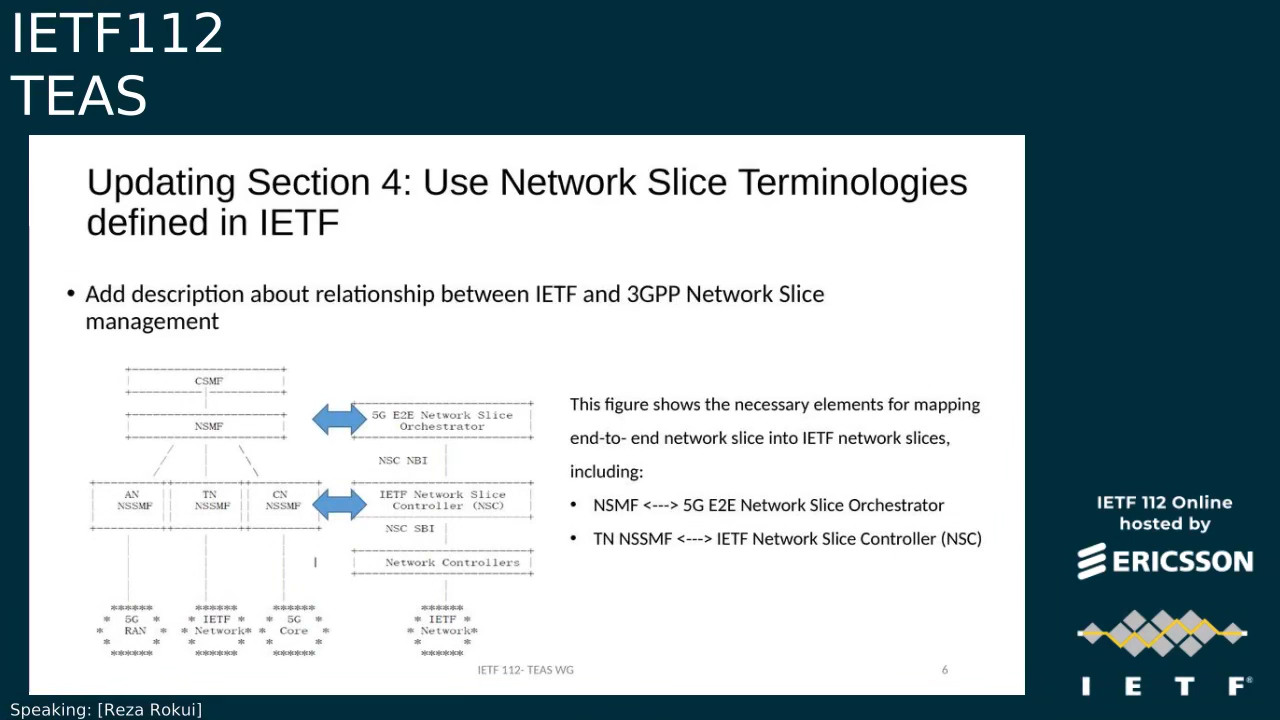 IETF112
TEAS
Updating Section 4: Use Network Slice Terminologies
defined in IETF
• Add description about relationship between IETF and 3GPP Network Slice
management
CSMF
NSMF
AN NSSMF
TN NSSMF
CN NSSMF
5G E2E Network Slice
Orchestrator
NSC NBI
IETF Network Slice
Controller (NSC)
NSC SBI
Network Controllers
5G
RAN
IETF
Network
5G
Core
IETF
Network
This figure shows the necessary elements for mapping
end-to- end network slice into IETF network slices,
including:
• NSMF <---> 5G E2E Network Slice Orchestrator
• TN NSSMF <---> IETF Network Slice Controller (NSC)
IETF 112- TEAS WG
6
IETF 112 Online
hosted by
ERICSSON
I E T F®
Speaking: [Reza Rokui]